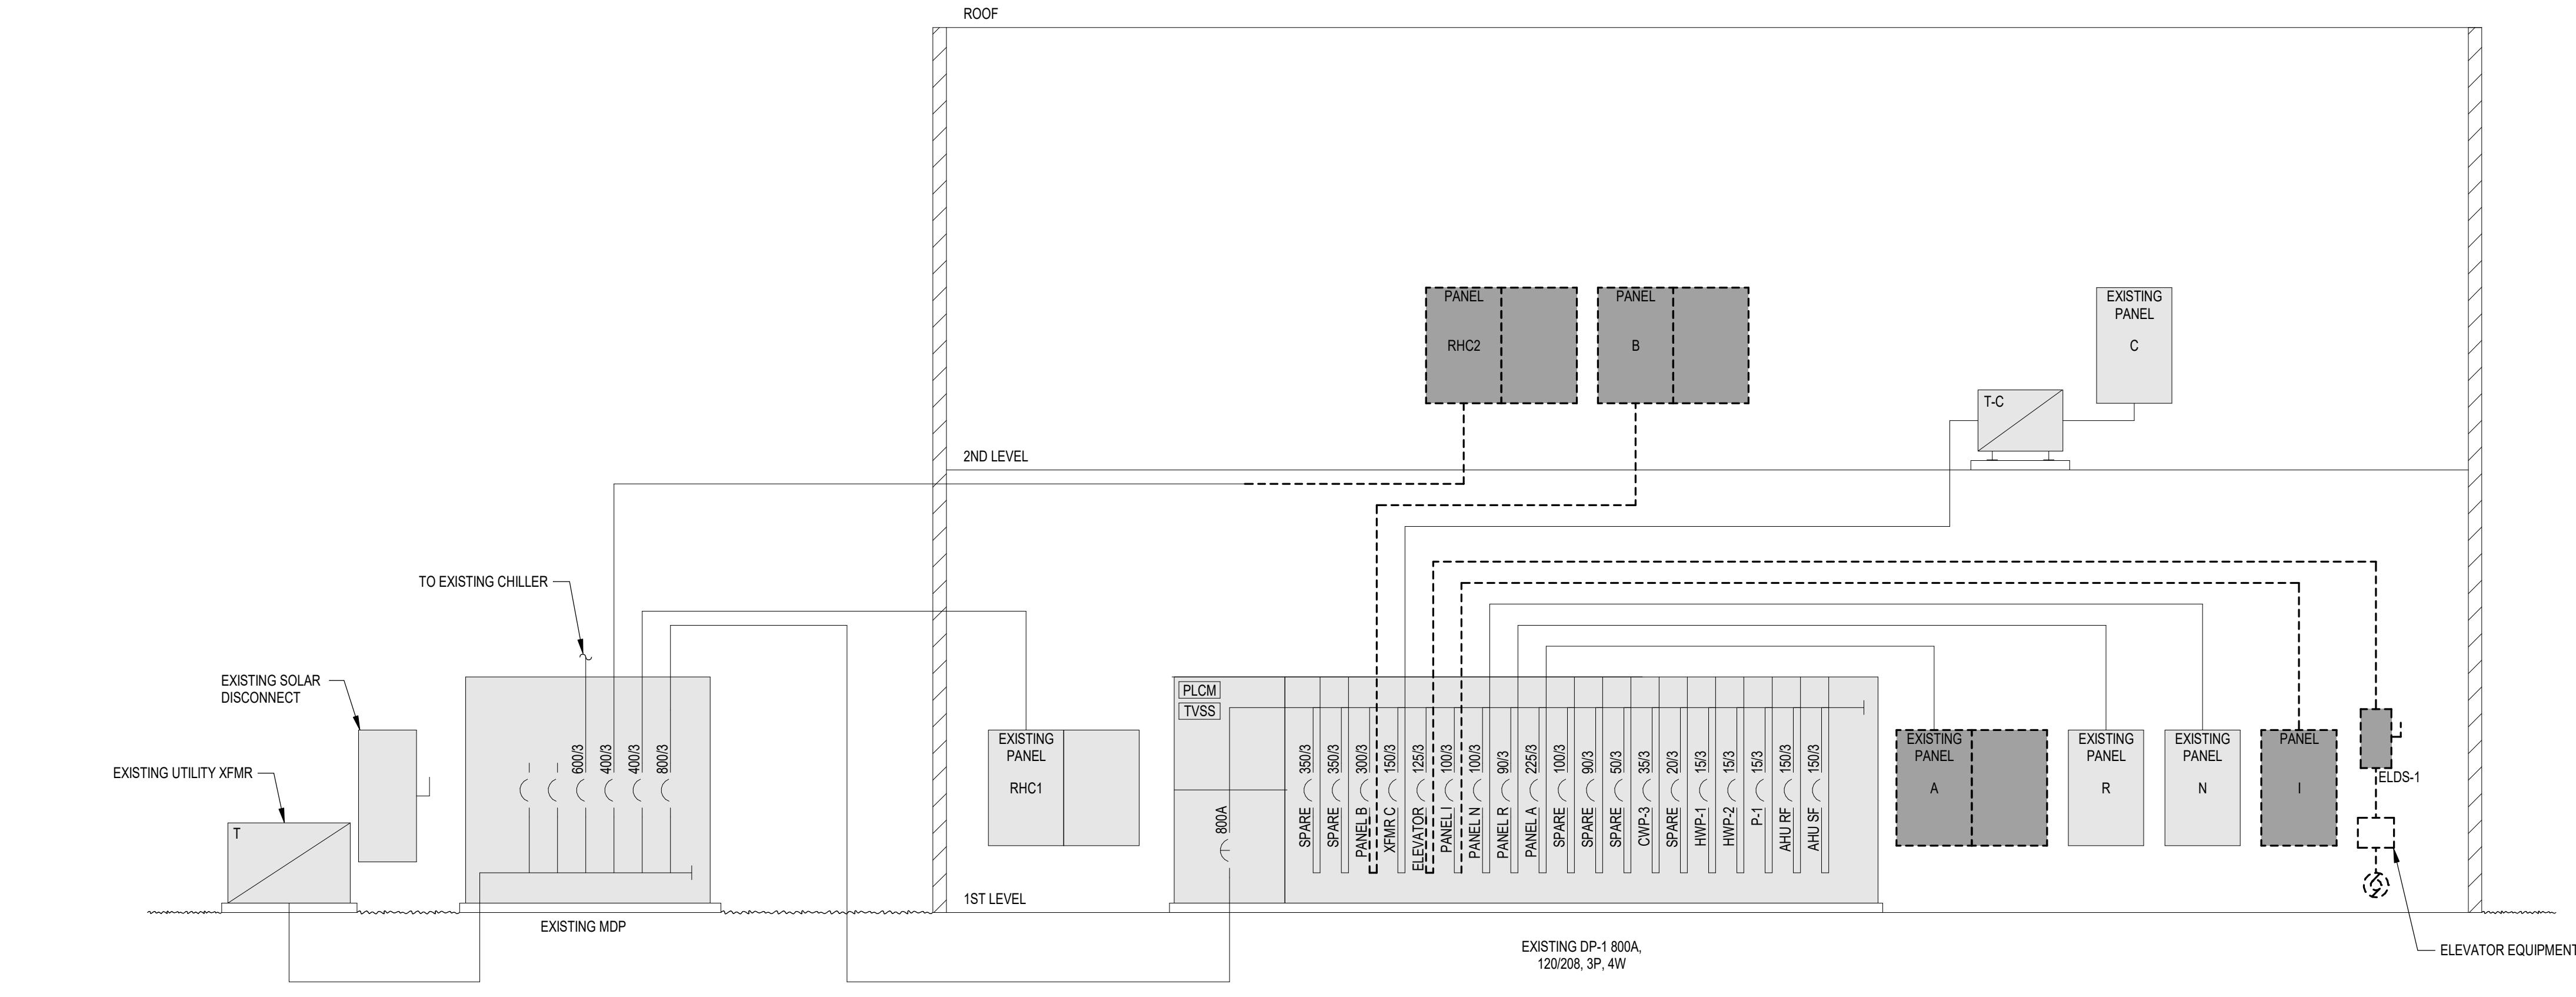 ROOF
PANEL
RHC2
PANEL
B
EXISTING
PANEL
C
T-C
2ND LEVEL
TO EXISTING CHILLER
EXISTING SOLAR
DISCONNECT
EXISTING UTILITY XFMR
T
600/3
400/3
400/3
800/3
EXISTING MDP
EXISTING
PANEL
RHC1
PLCM
TVSS
800A
SPARE 350/3
SPARE 350/3
PANEL B 300/3
XFMR C 150/3
ELEVATOR 125/3
PANEL I 100/3
PANEL N 100/3
PANEL R 90/3
PANEL A 225/3
SPARE 100/3
SPARE 90/3
SPARE 50/3
CWP-3 35/3
SPARE 20/3
HWP-1 15/3
HWP-2 15/3
P-1 15/3
AHU RF 150/3
AHU SF 150/3
EXISTING
PANEL
A
EXISTING
PANEL
R
EXISTING
PANEL
N
PANEL
I
ELDS-1
1ST LEVEL
EXISTING DP-1 800A,
120/208, 3P, 4W
ELEVATOR EQUIPMENT